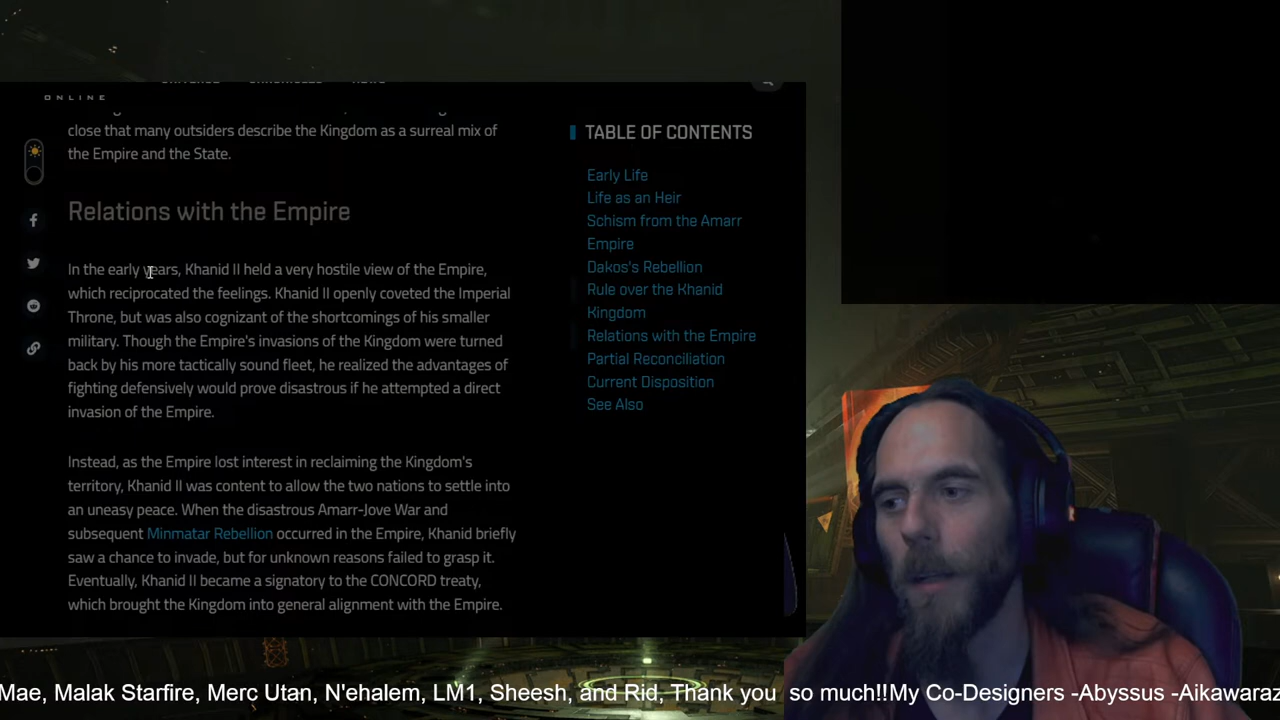 ONLINE
close that many outsiders describe the Kingdom as a surreal mix of
the Empire and the State.
Relations with the Empire
In the early years, Khanid II held a very hostile view of the Empire,
which reciprocated the feelings. Khanid II openly coveted the Imperial
Throne, but was also cognizant of the shortcomings of his smaller
military. Though the Empire's invasions of the Kingdom were turned
back by his more tactically sound fleet, he realized the advantages of
fighting defensively would prove disastrous if he attempted a direct
invasion of the Empire.
Instead, as the Empire lost interest in reclaiming the Kingdom's
territory, Khanid II was content to allow the two nations to settle into
an uneasy peace. When the disastrous Amarr-Jove War and
subsequent Minmatar Rebellion occurred in the Empire, Khanid briefly
saw a chance to invade, but for unknown reasons failed to grasp it.
Eventually, Khanid II became a signatory to the CONCORD treaty,
which brought the Kingdom into general alignment with the Empire.
TABLE OF CONTENTS
Early Life
Life as an Heir
Schism from the Amarr
Empire
Dakos's Rebellion
Rule over the Khanid
Kingdom
Relations with the Empire
Partial Reconciliation
Current Disposition
See Also
Mae, Malak Starfire, Merc Utan, N'ehalem, LM1, Sheesh, and Rid, Thank you so much!!My Co-Designers -Abyssus -Aikawaraz